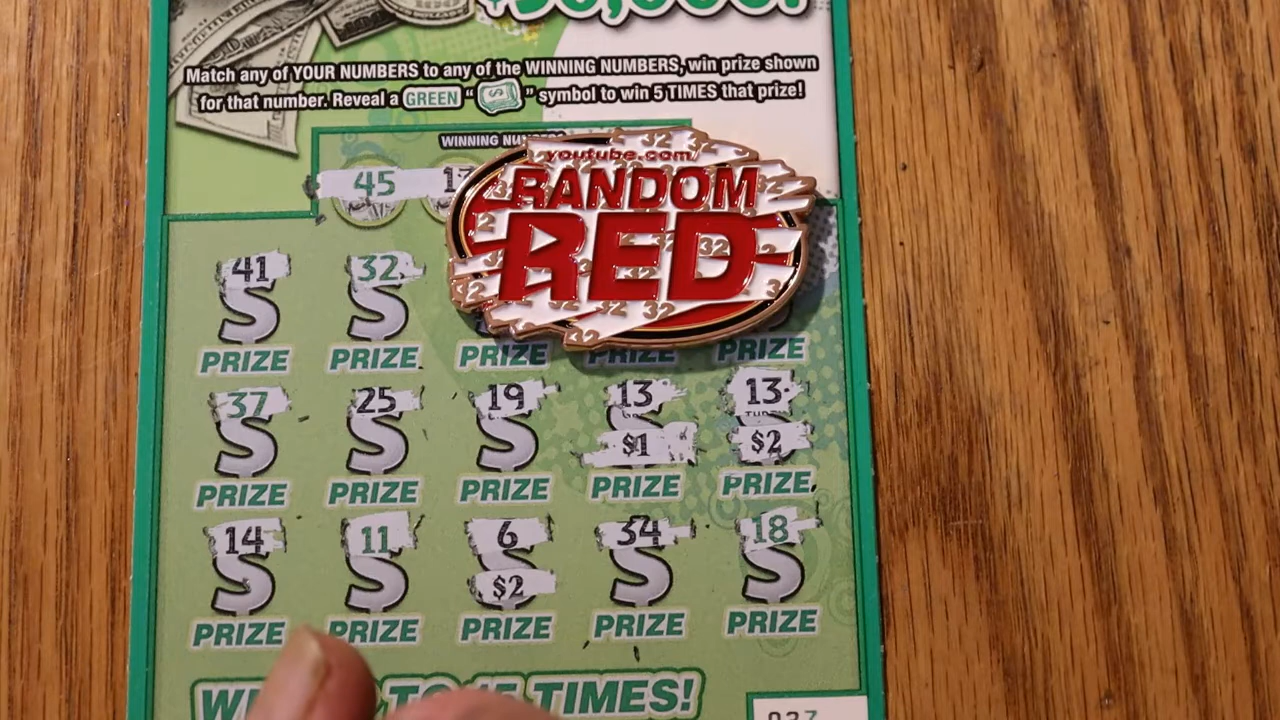 Match any of YOUR NUMBERS to any of the WINNING NUMBERS, win prize shown
for that number. Reveal a GREEN "$" symbol to win 5 TIMES that prize!
WINNING
45
youtube.com/
RANDOM
RED
41 32
PRIZE PRIZE PRIZE PRIZE PRIZE
37 25 19 13 13
$1 $2
PRIZE PRIZE PRIZE PRIZE PRIZE
14 11 6 34 18
$2
PRIZE PRIZE PRIZE PRIZE PRIZE
TO 15 TIMES!